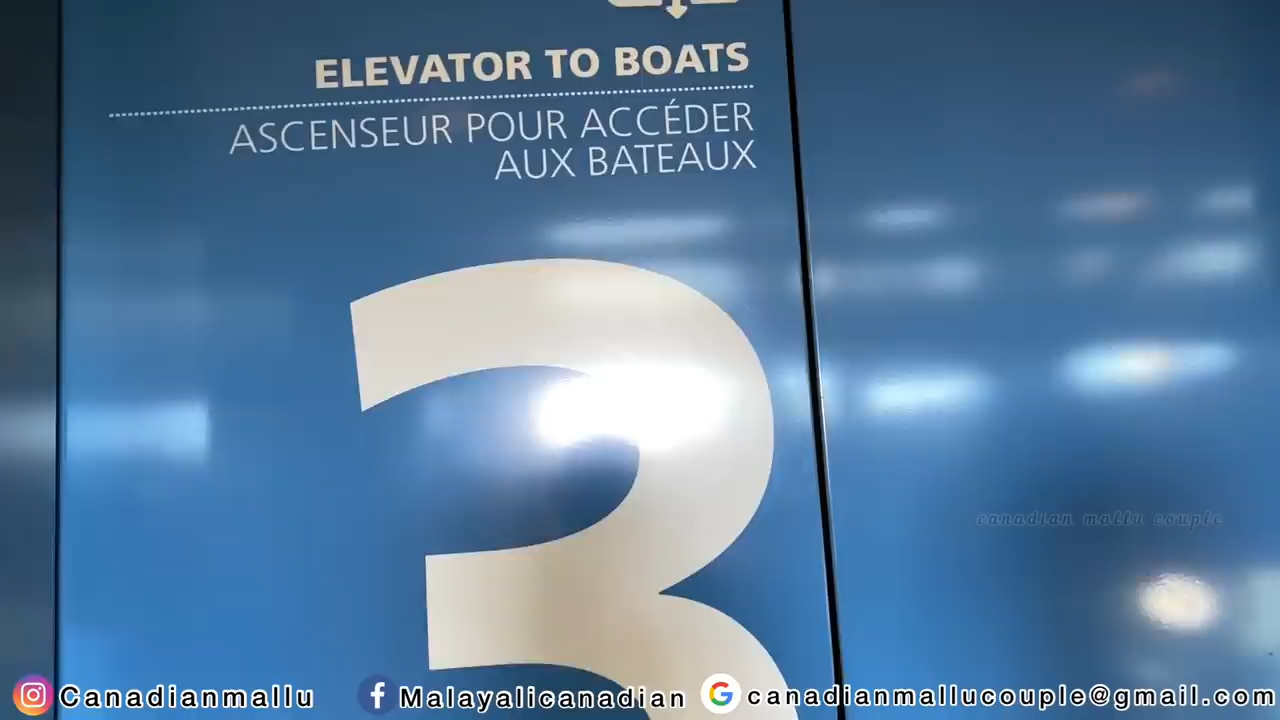 ELEVATOR TO BOATS
ASCENSEUR POUR ACCÉDER
AUX BATEAUX
3
canadian mallu couple
Canadianmallu
Malayalicanadian
canadianmallucouple@gmail.com